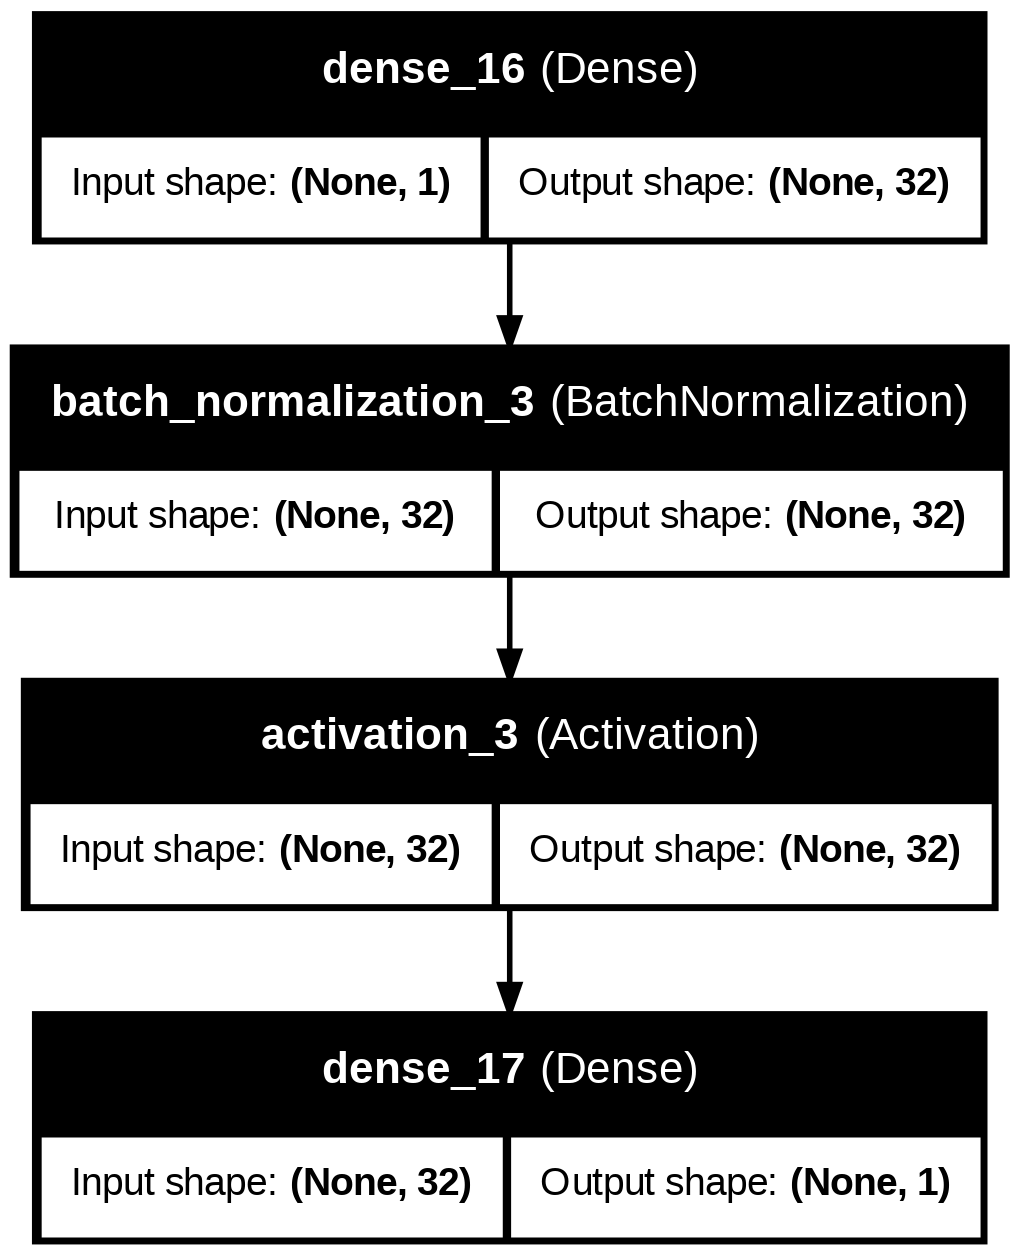 dense_16 (Dense)
Input shape: (None, 1) Output shape: (None, 32)
batch_normalization_3 (BatchNormalization)
Input shape: (None, 32) Output shape: (None, 32)
activation_3 (Activation)
Input shape: (None, 32) Output shape: (None, 32)
dense_17 (Dense)
Input shape: (None, 32) Output shape: (None, 1)